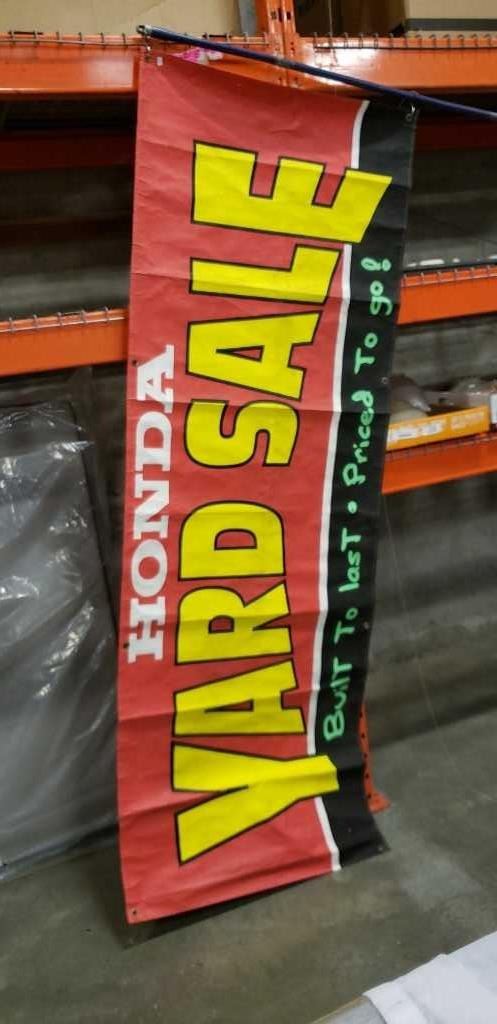 HONDA
YARD SALE
BuilT To lasT • Priced To go!